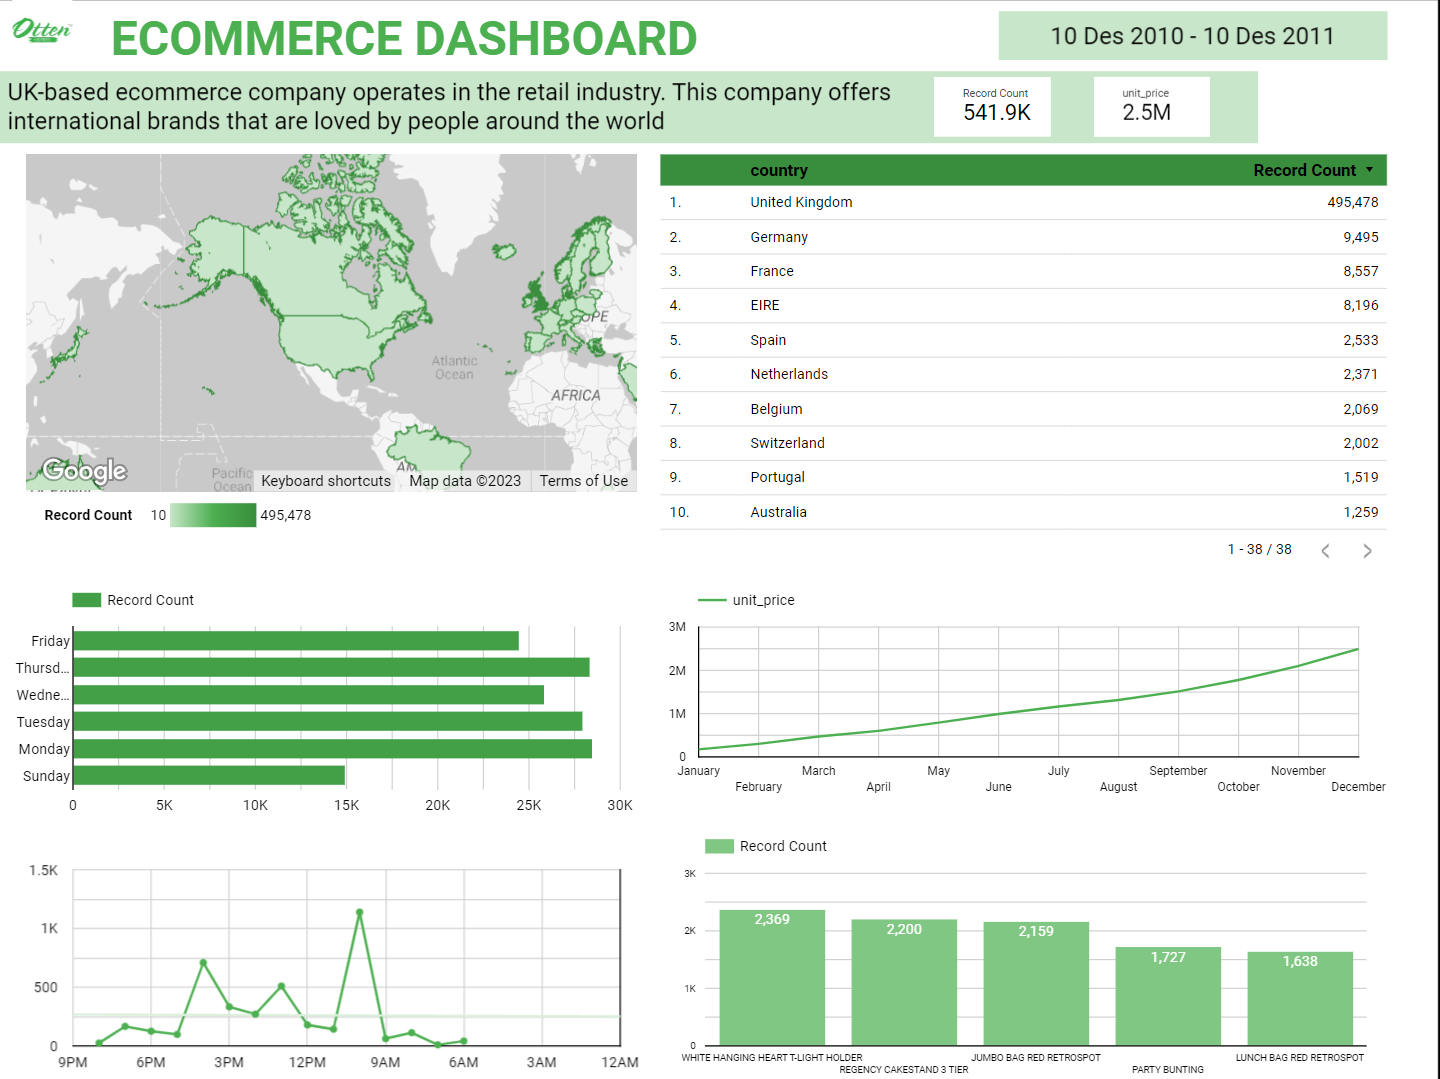 Otten
ECOMMERCE DASHBOARD
10 Des 2010 - 10 Des 2011
UK-based ecommerce company operates in the retail industry. This company offers
international brands that are loved by people around the world
Record Count
541.9K
unit_price
2.5M
Atlantic
Ocean
OPE
AFRICA
AM
Pacific
Ocean
Google
Keyboard shortcuts Map data ©2023 Terms of Use
Record Count 10 495,478
country Record Count
1. United Kingdom 495,478
2. Germany 9,495
3. France 8,557
4. EIRE 8,196
5. Spain 2,533
6. Netherlands 2,371
7. Belgium 2,069
8. Switzerland 2,002
9. Portugal 1,519
10. Australia 1,259
1 - 38 / 38
Record Count
Friday
Thursd...
Wedne...
Tuesday
Monday
Sunday
0 5K 10K 15K 20K 25K 30K
unit_price
3M
2M
1M
0
January March May July September November
February April June August October December
1.5K
1K
500
0
9PM 6PM 3PM 12PM 9AM 6AM 3AM 12AM
Record Count
3K
2K
1K
0
2,369
2,200
2,159
1,727
1,638
WHITE HANGING HEART T-LIGHT HOLDER JUMBO BAG RED RETROSPOT LUNCH BAG RED RETROSPOT
REGENCY CAKESTAND 3 TIER PARTY BUNTING